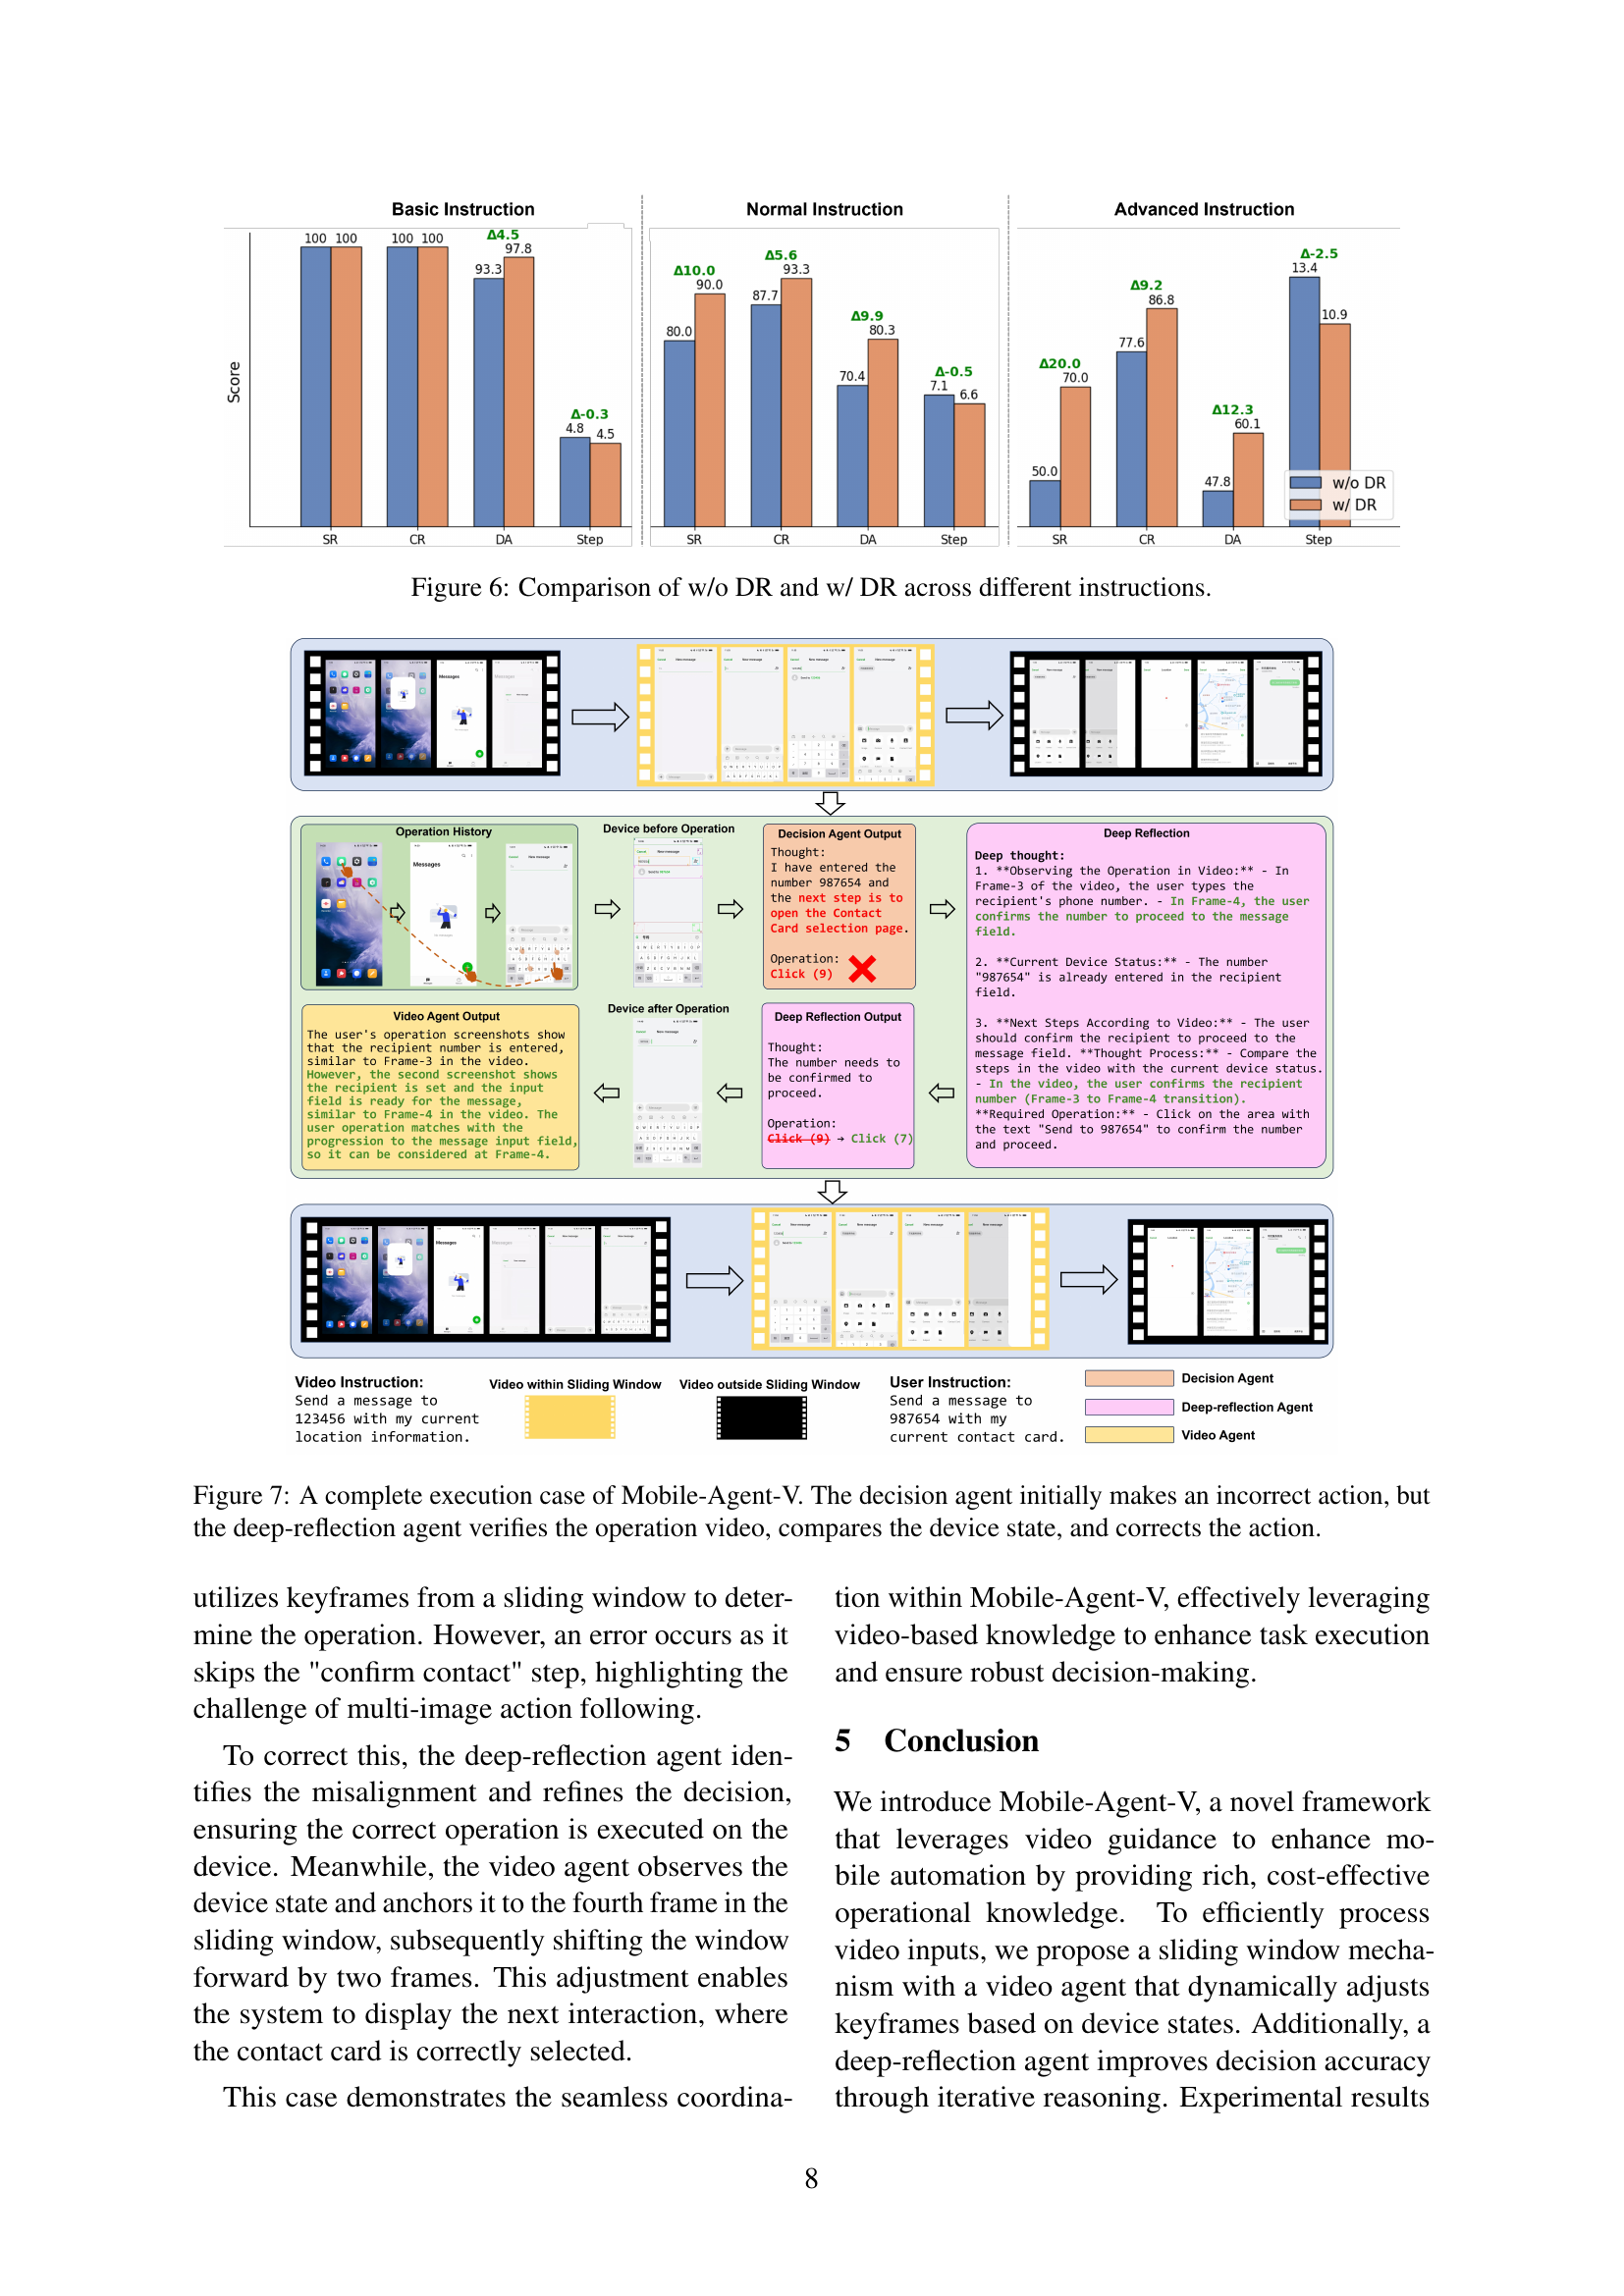 Basic Instruction
Normal Instruction
Advanced Instruction
Score
100 100
100 100
Δ4.5
93.3
97.8
Δ-0.3
4.8 4.5
SR CR DA Step
Δ10.0
80.0
90.0
Δ5.6
87.7
93.3
Δ9.9
70.4
80.3
Δ-0.5
7.1
6.6
SR CR DA Step
Δ20.0
50.0
70.0
Δ9.2
77.6
86.8
Δ12.3
47.8
60.1
Δ-2.5
13.4
10.9
w/o DR
w/ DR
SR CR DA Step
Figure 6: Comparison of w/o DR and w/ DR across different instructions.
Operation History
Messages
Device before Operation
Decision Agent Output
Thought:
I have entered the
number 987654 and
the next step is to
open the Contact
Card selection page.
Operation:
Click (9)
Deep Reflection
Deep thought:
1. **Observing the Operation in Video:** - In
Frame-3 of the video, the user types the
recipient's phone number. - In Frame-4, the user
confirms the number to proceed to the message
field.
2. **Current Device Status:** - The number
"987654" is already entered in the recipient
field.
3. **Next Steps According to Video:** - The user
should confirm the recipient to proceed to the
message field. **Thought Process:** - Compare the
steps in the video with the current device status.
- In the video, the user confirms the recipient
number (Frame-3 to Frame-4 transition).
**Required Operation:** - Click on the area with
the text "Send to 987654" to confirm the number
and proceed.
Video Agent Output
The user's operation screenshots show
that the recipient number is entered,
similar to Frame-3 in the video.
However, the second screenshot shows
the recipient is set and the input
field is ready for the message,
similar to Frame-4 in the video. The
user operation matches with the
progression to the message input field,
so it can be considered at Frame-4.
Device after Operation
Deep Reflection Output
Thought:
The number needs to
be confirmed to
proceed.
Operation:
Click (9) → Click (7)
Video Instruction:
Send a message to
123456 with my current
location information.
Video within Sliding Window
Video outside Sliding Window
User Instruction:
Send a message to
987654 with my
current contact card.
Decision Agent
Deep-reflection Agent
Video Agent
Figure 7: A complete execution case of Mobile-Agent-V. The decision agent initially makes an incorrect action, but
the deep-reflection agent verifies the operation video, compares the device state, and corrects the action.
utilizes keyframes from a sliding window to deter-
mine the operation. However, an error occurs as it
skips the "confirm contact" step, highlighting the
challenge of multi-image action following.
To correct this, the deep-reflection agent iden-
tifies the misalignment and refines the decision,
ensuring the correct operation is executed on the
device. Meanwhile, the video agent observes the
device state and anchors it to the fourth frame in the
sliding window, subsequently shifting the window
forward by two frames. This adjustment enables
the system to display the next interaction, where
the contact card is correctly selected.
This case demonstrates the seamless coordina-
tion within Mobile-Agent-V, effectively leveraging
video-based knowledge to enhance task execution
and ensure robust decision-making.
5 Conclusion
We introduce Mobile-Agent-V, a novel framework
that leverages video guidance to enhance mo-
bile automation by providing rich, cost-effective
operational knowledge. To efficiently process
video inputs, we propose a sliding window mecha-
nism with a video agent that dynamically adjusts
keyframes based on device states. Additionally, a
deep-reflection agent improves decision accuracy
through iterative reasoning. Experimental results
8